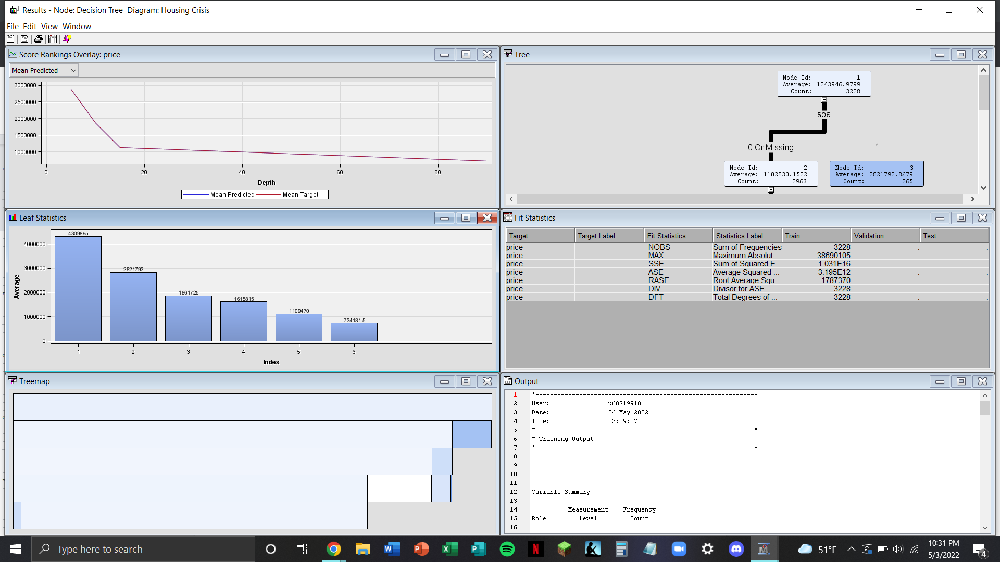 Results - Node: Decision Tree  Diagram: Housing Crisis
File Edit View Window
Score Rankings Overlay: price
Mean Predicted
3000000
2500000
2000000
1500000
1000000
0 20 40 60 80
Depth
Mean Predicted Mean Target
Tree
Node Id: 1
Average: 1243946.9799
Count: 3228
spa
0 Or Missing 1
Node Id: 2
Average: 1102830.1522
Count: 2963
Node Id: 3
Average: 2821792.8679
Count: 265
Leaf Statistics
4309895
2821793
1861725
1615815
1109470
734181.5
4000000
3000000
2000000
1000000
0
Average
1 2 3 4 5 6
Index
Fit Statistics
Target Target Label Fit Statistics Statistics Label Train Validation Test
price NOBS Sum of Frequencies 3228 . .
price MAX Maximum Absolut... 38690105 . .
price SSE Sum of Squared E... 1.031E16 . .
price ASE Average Squared ... 3.195E12 . .
price RASE Root Average Squ... 1787370 . .
price DIV Divisor for ASE 3228 . .
price DFT Total Degrees of ... 3228 . .
Treemap
Output
1 *------------------------------------------------------------*
2 User: u60719918
3 Date: 04 May 2022
4 Time: 02:19:17
5 *------------------------------------------------------------*
6 * Training Output
7 *------------------------------------------------------------*
8
9
10
11
12 Variable Summary
13
14 Measurement Frequency
15 Role Level Count
16
Type here to search
51°F
10:31 PM
5/3/2022
4